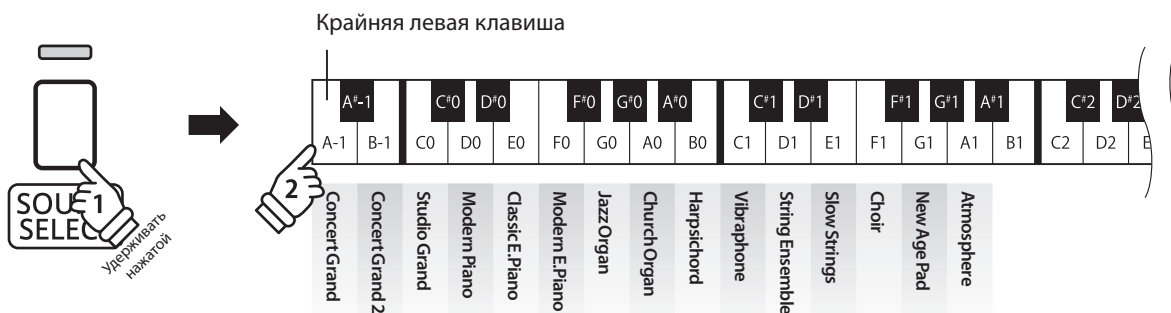 Крайняя левая клавиша
A#-1 C#0 D#0 F#0 G#0 A#0 C#1 D#1 F#1 G#1 A#1 C#2 D#2
A-1 B-1 C0 D0 E0 F0 G0 A0 B0 C1 D1 E1 F1 G1 A1 B1 C2 D2
2
SOU
1
SELEC
Удерживать
нажатой
Concert Grand
Concert Grand 2
Studio Grand
Modern Piano
Classic E.Piano
Modern E.Piano
Jazz Organ
Church Organ
Harpsichord
Vibraphone
String Ensemble
Slow Strings
Choir
New Age Pad
Atmosphere